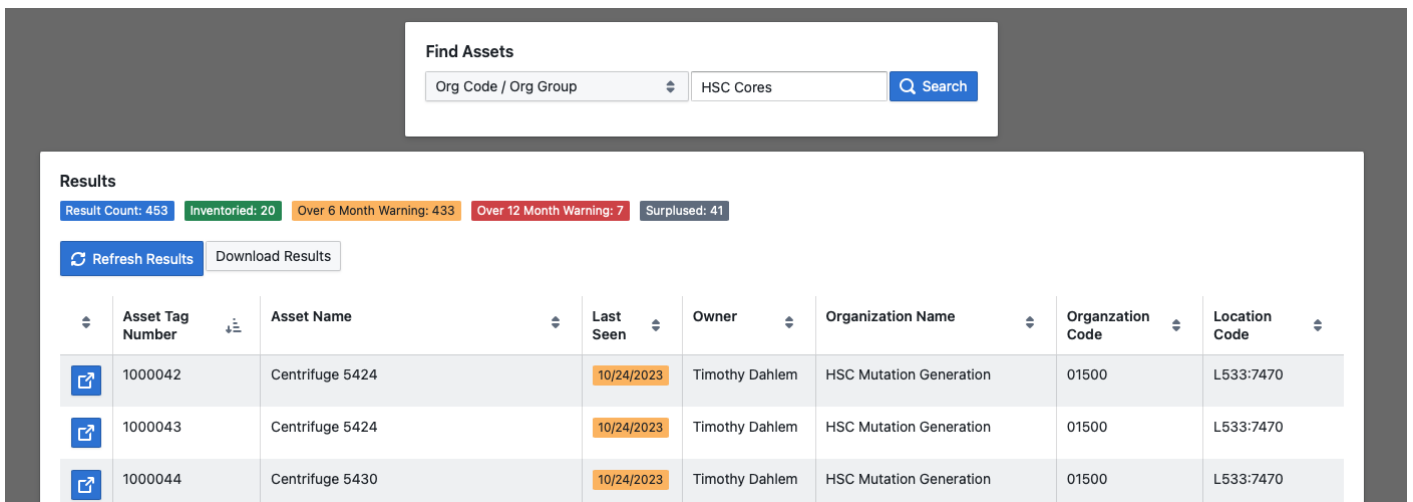 Find Assets
Org Code / Org Group HSC Cores Search
Results
Result Count: 453 Inventoried: 20 Over 6 Month Warning: 433 Over 12 Month Warning: 7 Surplused: 41
Refresh Results Download Results
Asset Tag Number Asset Name Last Seen Owner Organization Name Organzation Code Location Code
1000042 Centrifuge 5424 10/24/2023 Timothy Dahlem HSC Mutation Generation 01500 L533:7470
1000043 Centrifuge 5424 10/24/2023 Timothy Dahlem HSC Mutation Generation 01500 L533:7470
1000044 Centrifuge 5430 10/24/2023 Timothy Dahlem HSC Mutation Generation 01500 L533:7470